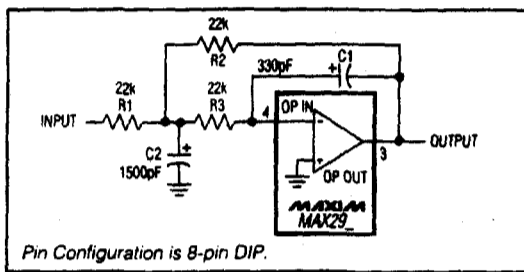 22k
R2
C1
330pF
+
22k
R1
22k
R3
4
OP IN
INPUT
C2
+
1500pF
-
+
OP OUT
3
OUTPUT
MAXIM
MAX29_
Pin Configuration is 8-pin DIP.